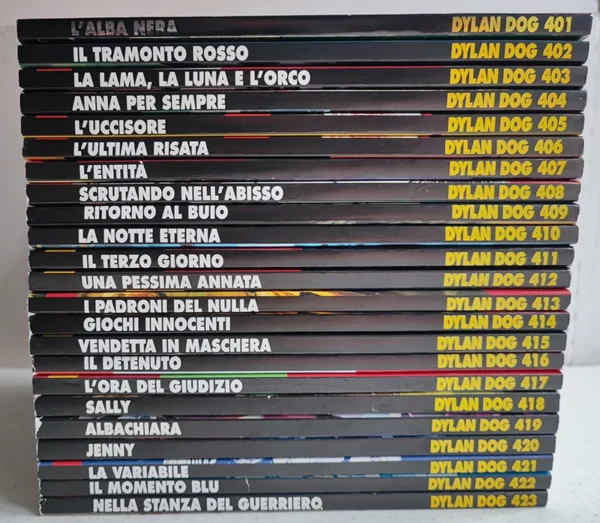 L'ALBA NERA DYLAN DOG 401
IL TRAMONTO ROSSO DYLAN DOG 402
LA LAMA, LA LUNA E L'ORCO DYLAN DOG 403
ANNA PER SEMPRE DYLAN DOG 404
L'UCCISORE DYLAN DOG 405
L'ULTIMA RISATA DYLAN DOG 406
L'ENTITÀ DYLAN DOG 407
SCRUTANDO NELL'ABISSO DYLAN DOG 408
RITORNO AL BUIO DYLAN DOG 409
LA NOTTE ETERNA DYLAN DOG 410
IL TERZO GIORNO DYLAN DOG 411
UNA PESSIMA ANNATA DYLAN DOG 412
I PADRONI DEL NULLA DYLAN DOG 413
GIOCHI INNOCENTI DYLAN DOG 414
VENDETTA IN MASCHERA DYLAN DOG 415
IL DETENUTO DYLAN DOG 416
L'ORA DEL GIUDIZIO DYLAN DOG 417
SALLY DYLAN DOG 418
ALBACHIARA DYLAN DOG 419
JENNY DYLAN DOG 420
LA VARIABILE DYLAN DOG 421
IL MOMENTO BLU DYLAN DOG 422
NELLA STANZA DEL GUERRIERO DYLAN DOG 423